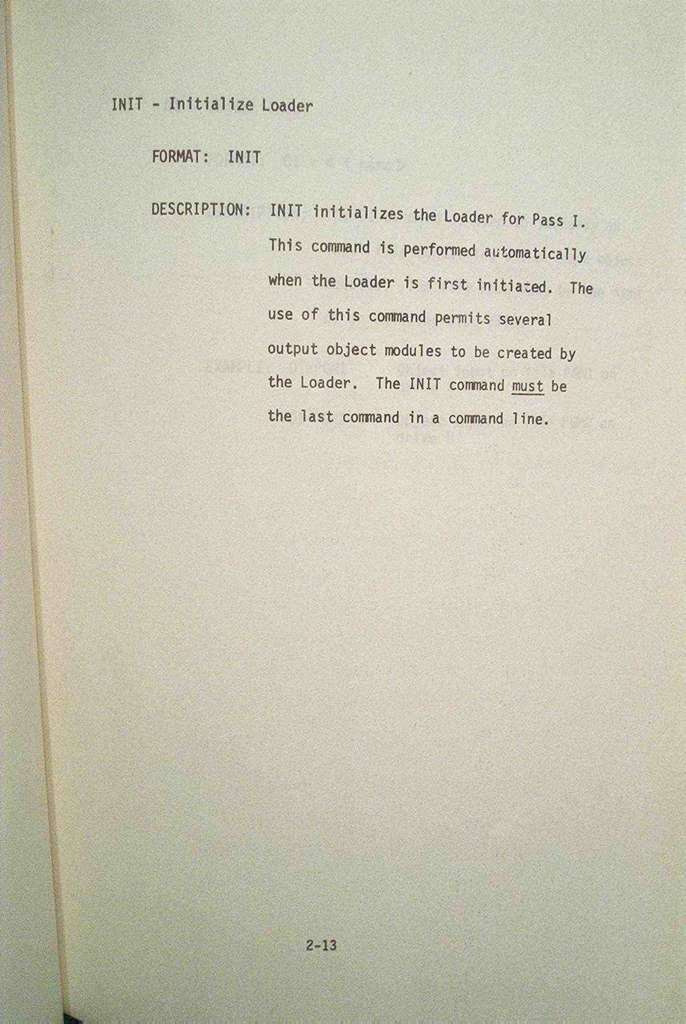 INIT - Initialize Loader
FORMAT: INIT
DESCRIPTION: INIT initializes the Loader for Pass I.
This command is performed automatically
when the Loader is first initiated. The
use of this command permits several
output object modules to be created by
the Loader. The INIT command must be
the last command in a command line.
2-13